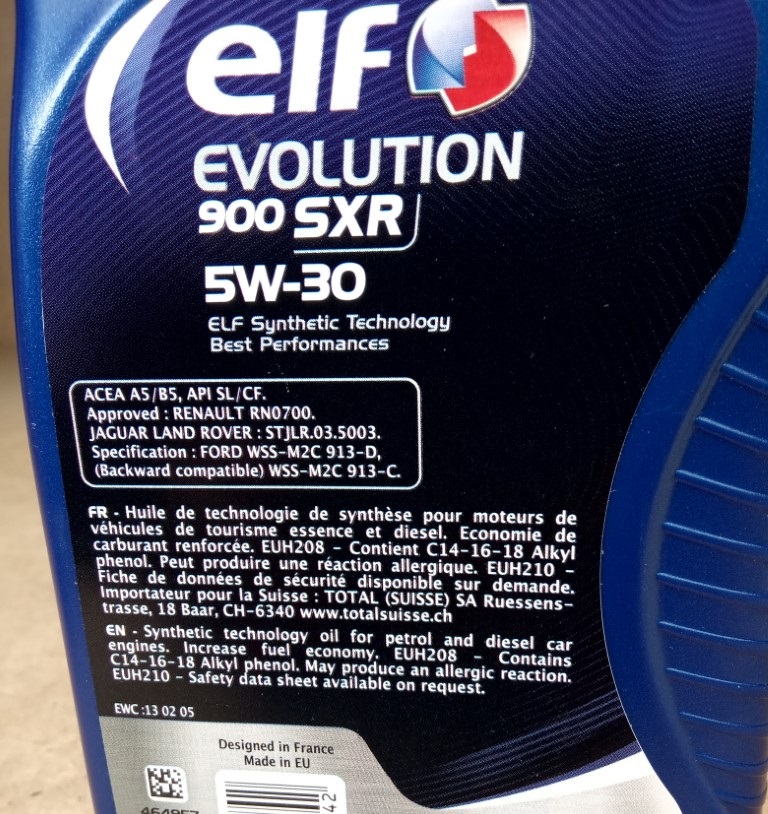 elf
EVOLUTION
900 SXR
5W-30
ELF Synthetic Technology
Best Performances
ACEA A5/B5, API SL/CF.
Approved : RENAULT RN0700.
JAGUAR LAND ROVER : STJLR.03.5003.
Specification : FORD WSS-M2C 913-D,
(Backward compatible) WSS-M2C 913-C.
FR - Huile de technologie de synthèse pour moteurs de
véhicules de tourisme essence et diesel. Economie de
carburant renforcée. EUH208 - Contient C14-16-18 Alkyl
phenol. Peut produire une réaction allergique. EUH210 -
Fiche de données de sécurité disponible sur demande.
Importateur pour la Suisse : TOTAL (SUISSE) SA Ruessens-
trasse, 18 Baar, CH-6340 www.totalsuisse.ch
EN - Synthetic technology oil for petrol and diesel car
engines. Increase fuel economy. EUH208 - Contains
C14-16-18 Alkyl phenol. May produce an allergic reaction.
EUH210 - Safety data sheet available on request.
EWC :13 02 05
Designed in France
Made in EU
42